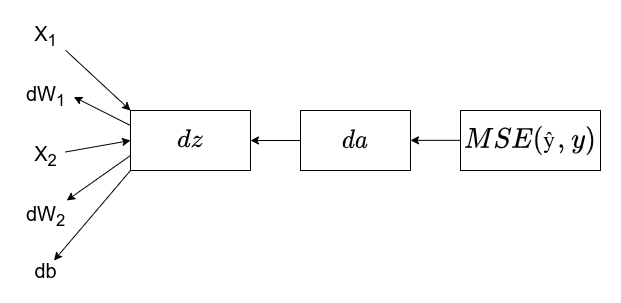 X₁
dW₁
X₂
dW₂
db
dz
da
MSE(ŷ, y)